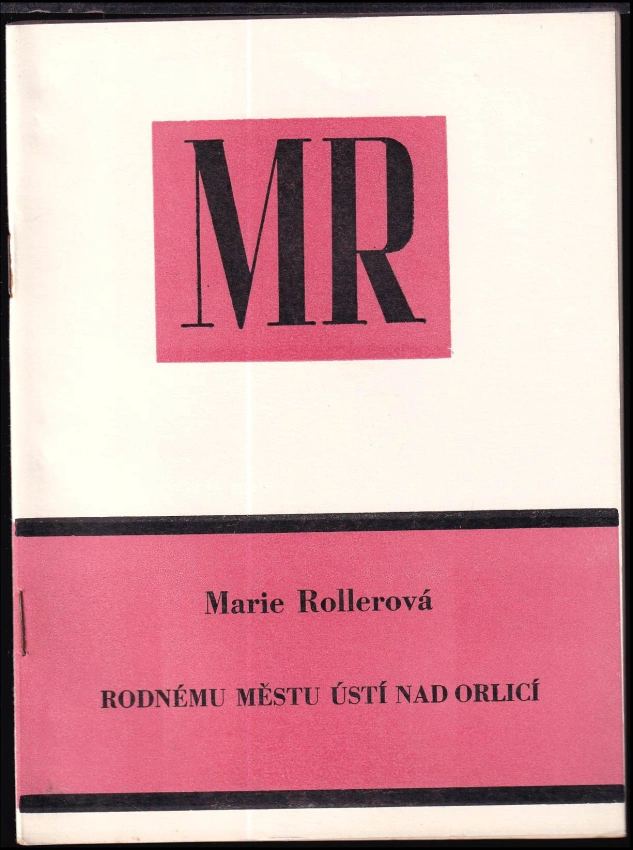 MR
Marie Rollerová
RODNÉMU MĚSTU ÚSTÍ NAD ORLICÍ